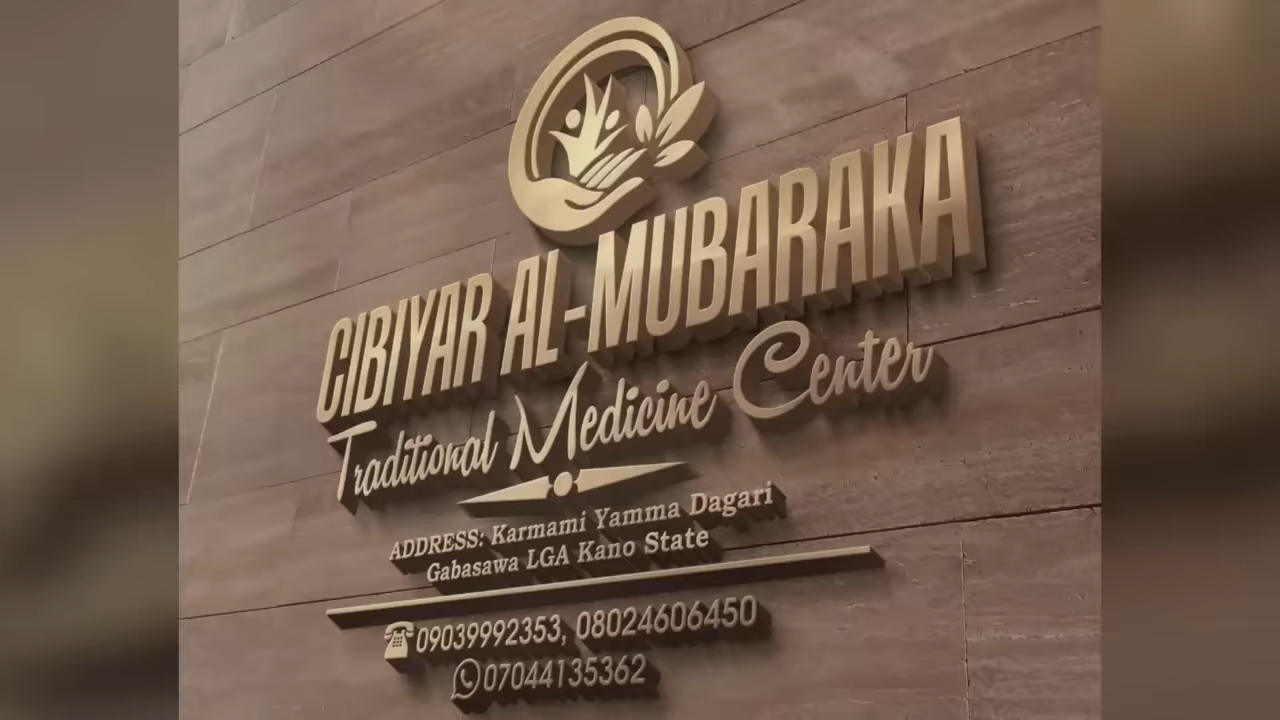 CIBIYAR AL-MUBARAKA
Traditional Medicine Center
ADDRESS: Karmami Yamma Dagari
Gabasawa LGA Kano State
09039992353, 08024606450
07044135362